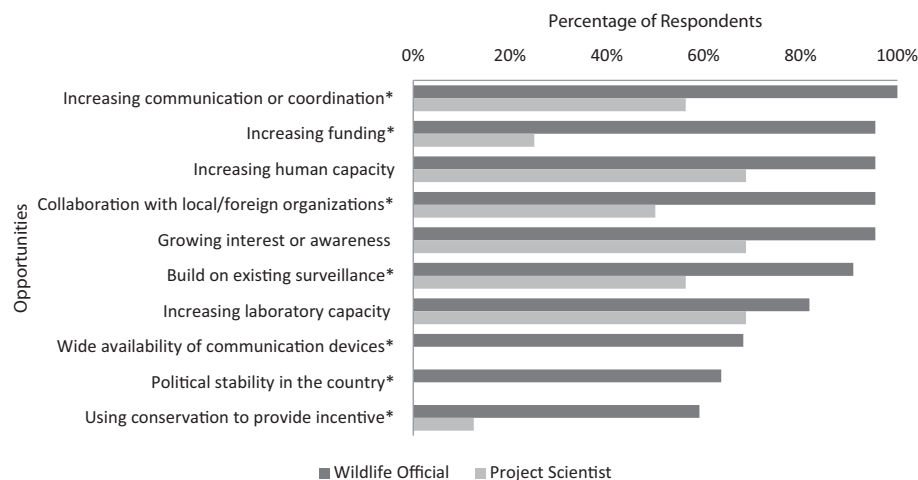 Percentage of Respondents
0% 20% 40% 60% 80% 100%
Opportunities
Increasing communication or coordination*
Increasing funding*
Increasing human capacity
Collaboration with local/foreign organizations*
Growing interest or awareness
Build on existing surveillance*
Increasing laboratory capacity
Wide availability of communication devices*
Political stability in the country*
Using conservation to provide incentive*
Wildlife Official Project Scientist